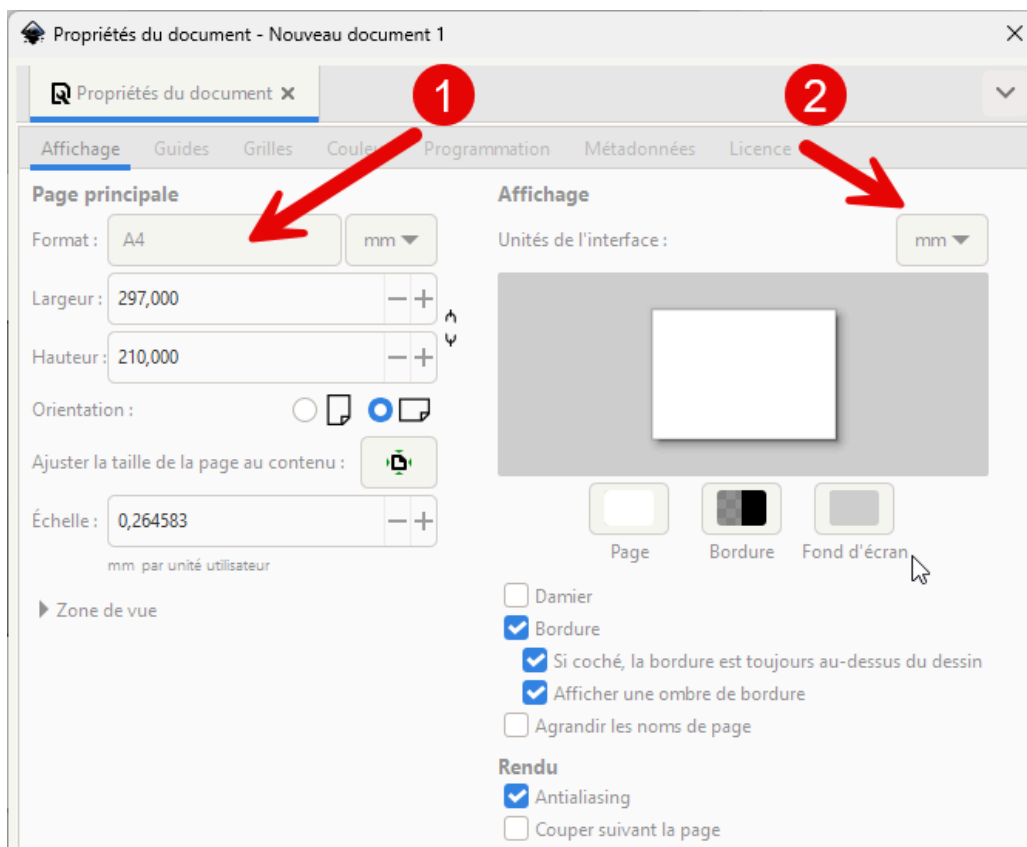 Propriétés du document - Nouveau document 1
Propriétés du document
1
2
Affichage Guides Grilles Programmation Métadonnées Licence
Page principale
Format : A4 mm
Largeur : 297,000
Hauteur : 210,000
Orientation :
Ajuster la taille de la page au contenu :
Échelle : 0,264583
mm par unité utilisateur
Zone de vue
Affichage
Unités de l'interface : mm
Page Bordure Fond d'écran
Damier
Bordure
Si coché, la bordure est toujours au-dessus du dessin
Afficher une ombre de bordure
Agrandir les noms de page
Rendu
Antialiasing
Couper suivant la page